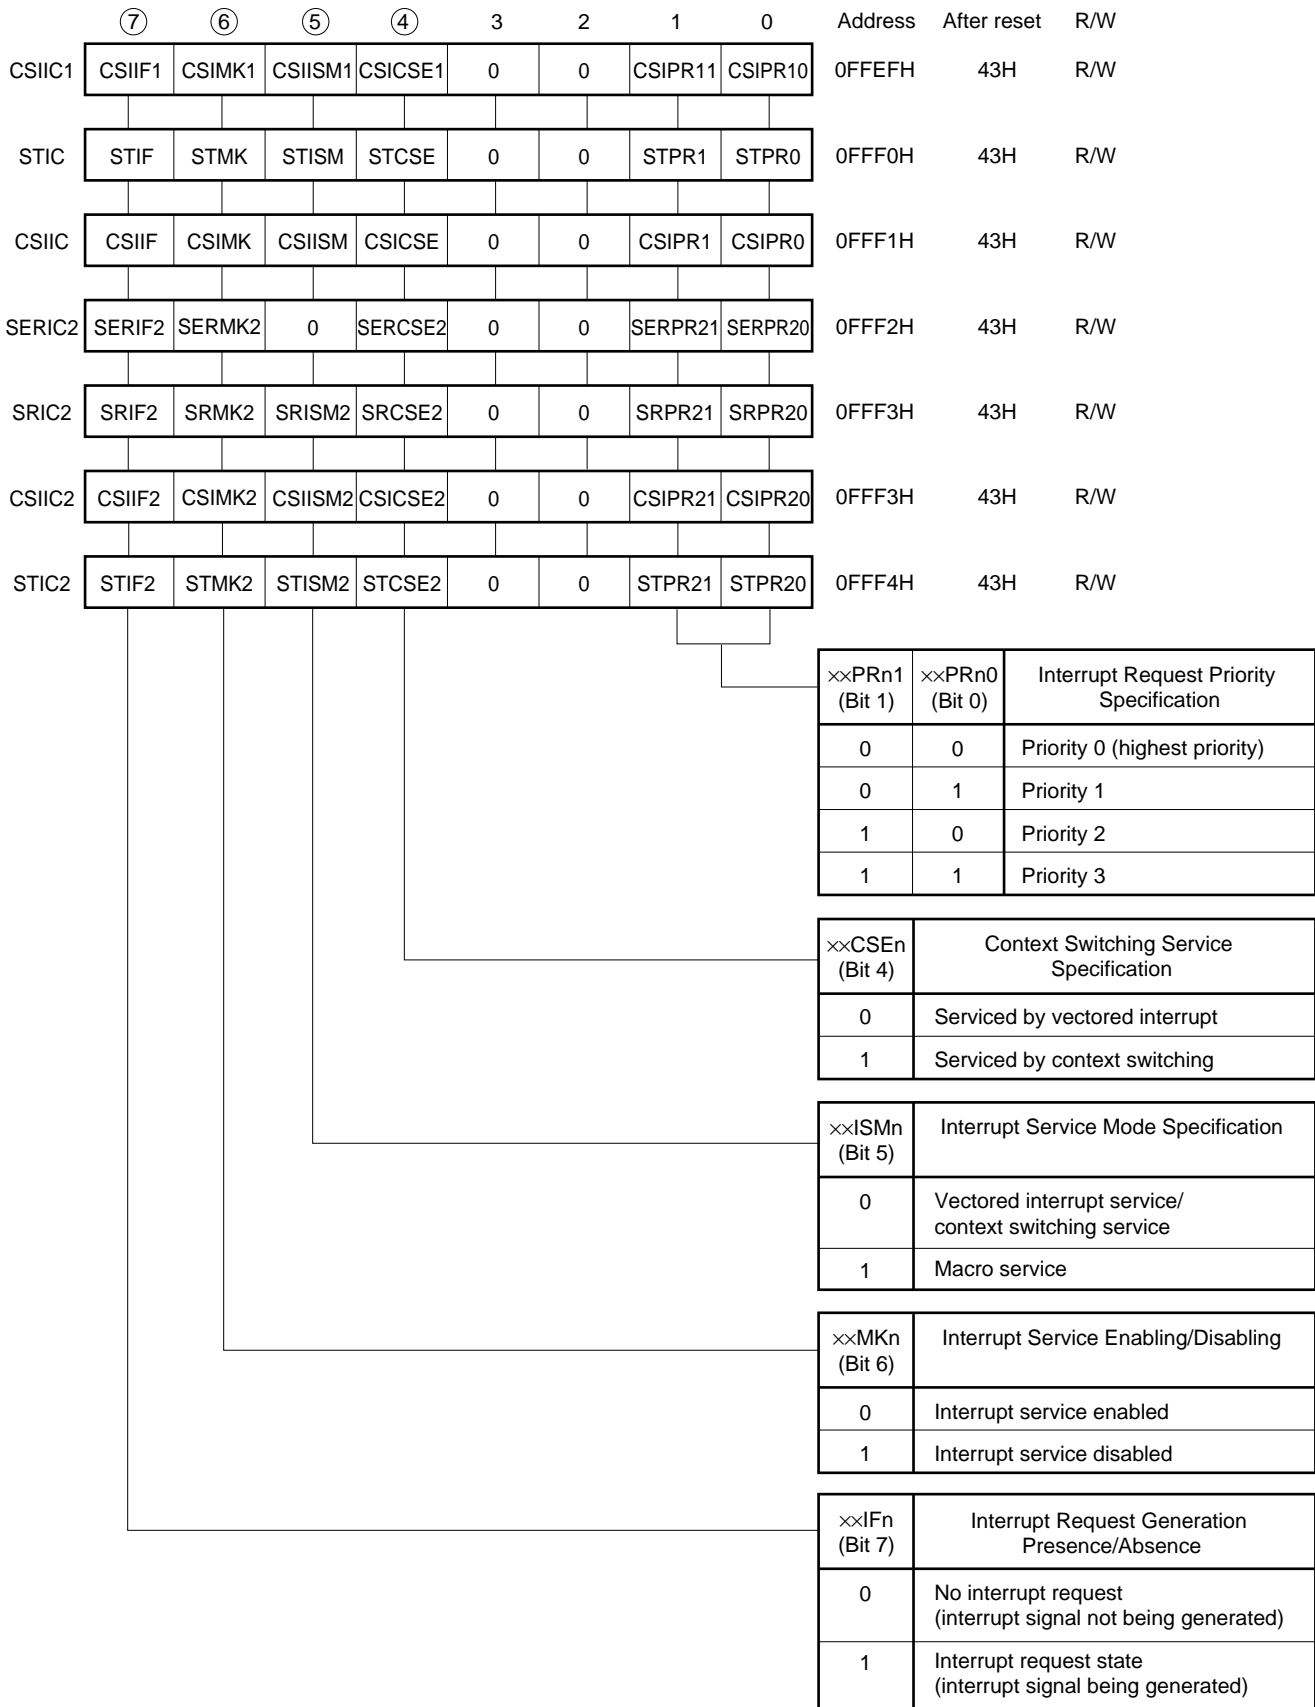 ⑦ ⑥ ⑤ ④ 3 2 1 0 Address After reset R/W
CSIIC1 CSIIF1 CSIMK1 CSIISM1 CSICSE1 0 0 CSIPR11 CSIPR10 0FFEFH 43H R/W
STIC STIF STMK STISM STCSE 0 0 STPR1 STPR0 0FFF0H 43H R/W
CSIIC CSIIF CSIMK CSIISM CSICSE 0 0 CSIPR1 CSIPR0 0FFF1H 43H R/W
SERIC2 SERIF2 SERMK2 0 SERCSE2 0 0 SERPR21 SERPR20 0FFF2H 43H R/W
SRIC2 SRIF2 SRMK2 SRISM2 SRCSE2 0 0 SRPR21 SRPR20 0FFF3H 43H R/W
CSIIC2 CSIIF2 CSIMK2 CSIISM2 CSICSE2 0 0 CSIPR21 CSIPR20 0FFF3H 43H R/W
STIC2 STIF2 STMK2 STISM2 STCSE2 0 0 STPR21 STPR20 0FFF4H 43H R/W
××PRn1 ××PRn0 Interrupt Request Priority
(Bit 1) (Bit 0) Specification
0 0 Priority 0 (highest priority)
0 1 Priority 1
1 0 Priority 2
1 1 Priority 3
××CSEn Context Switching Service
(Bit 4) Specification
0 Serviced by vectored interrupt
1 Serviced by context switching
××ISMn Interrupt Service Mode Specification
(Bit 5)
0 Vectored interrupt service/
context switching service
1 Macro service
××MKn Interrupt Service Enabling/Disabling
(Bit 6)
0 Interrupt service enabled
1 Interrupt service disabled
××IFn Interrupt Request Generation
(Bit 7) Presence/Absence
0 No interrupt request
(interrupt signal not being generated)
1 Interrupt request state
(interrupt signal being generated)